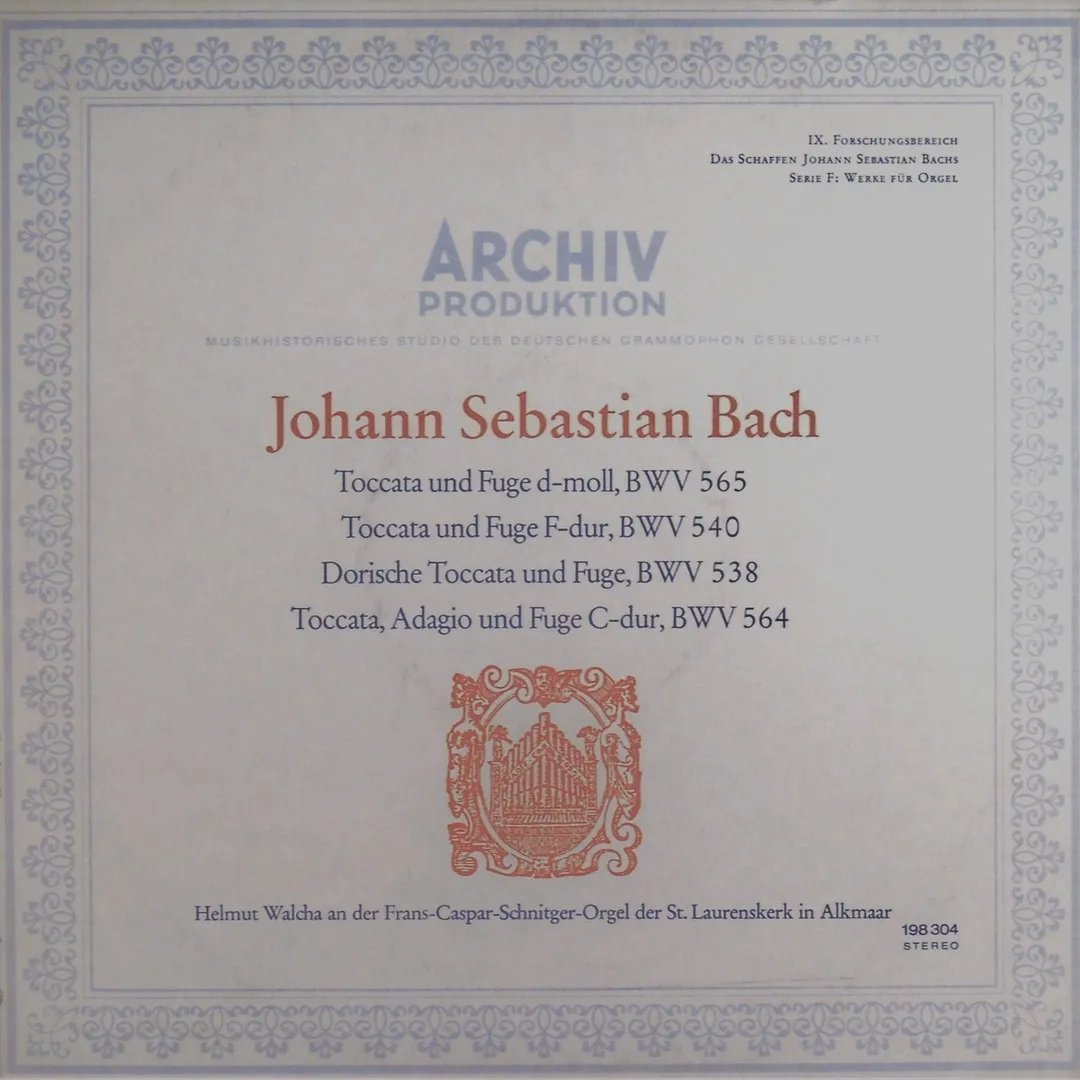 IX. FORSCHUNGSBEREICH
DAS SCHAFFEN JOHANN SEBASTIAN BACHS
SERIE F: WERKE FÜR ORGEL
ARCHIV
PRODUKTION
MUSIKHISTORISCHES STUDIO DER DEUTSCHEN GRAMMOPHON GESELLSCHAFT
Johann Sebastian Bach
Toccata und Fuge d-moll, BWV 565
Toccata und Fuge F-dur, BWV 540
Dorische Toccata und Fuge, BWV 538
Toccata, Adagio und Fuge C-dur, BWV 564
Helmut Walcha an der Frans-Caspar-Schnitger-Orgel der St. Laurenskerk in Alkmaar
198 304
STEREO